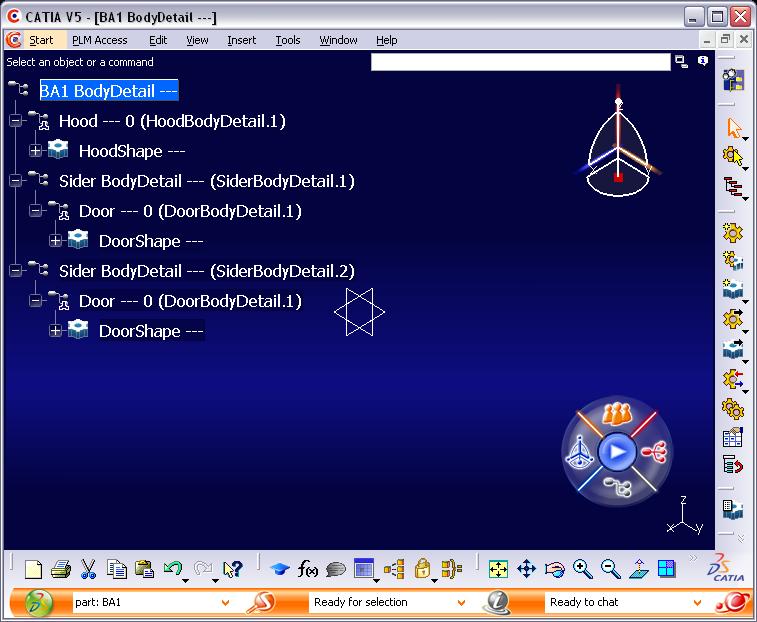 CATIA V5 - [BA1 BodyDetail ---]
Start PLM Access Edit View Insert Tools Window Help
Select an object or a command
BA1 BodyDetail ---
Hood --- 0 (HoodBodyDetail.1)
HoodShape ---
Sider BodyDetail --- (SiderBodyDetail.1)
Door --- 0 (DoorBodyDetail.1)
DoorShape ---
Sider BodyDetail --- (SiderBodyDetail.2)
Door --- 0 (DoorBodyDetail.1)
DoorShape ---
z
x y
f(x)
CATIA
part: BA1 Ready for selection Ready to chat